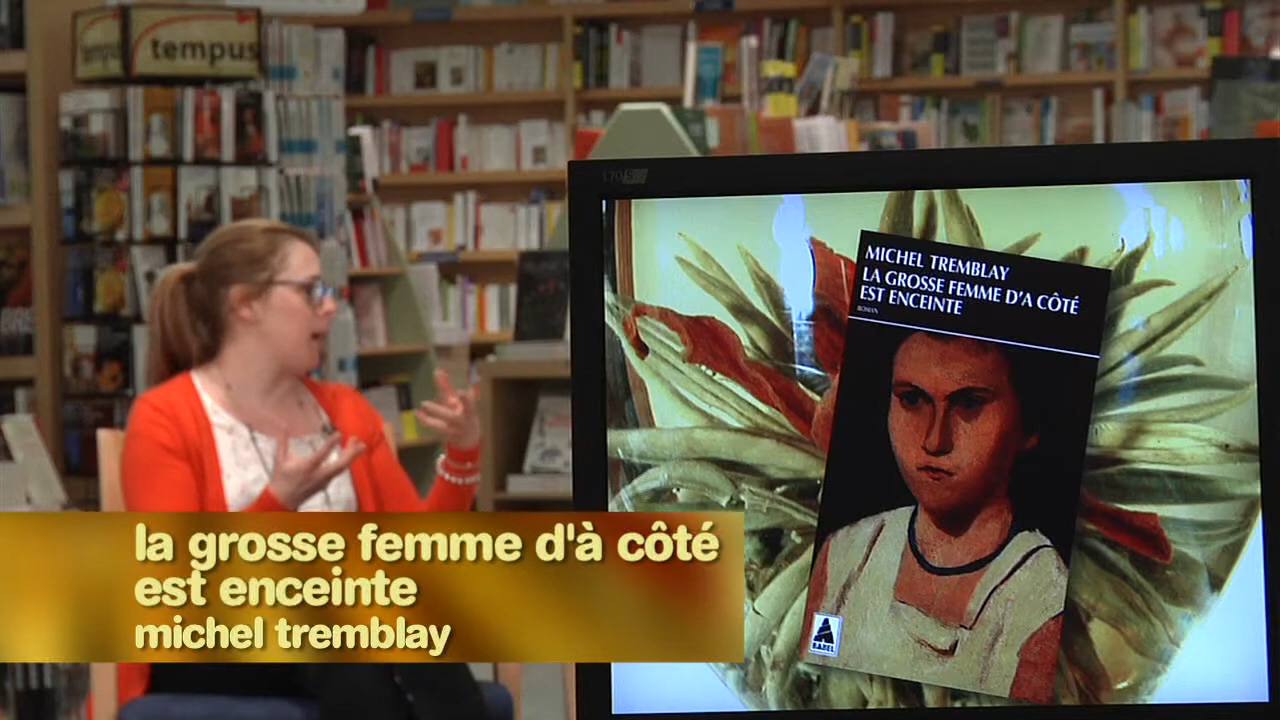 tempus
L70/S
MICHEL TREMBLAY
LA GROSSE FEMME D'A CÔTÉ
EST ENCEINTE
ROMAN
BABEL
la grosse femme d'à côté
est enceinte
michel tremblay